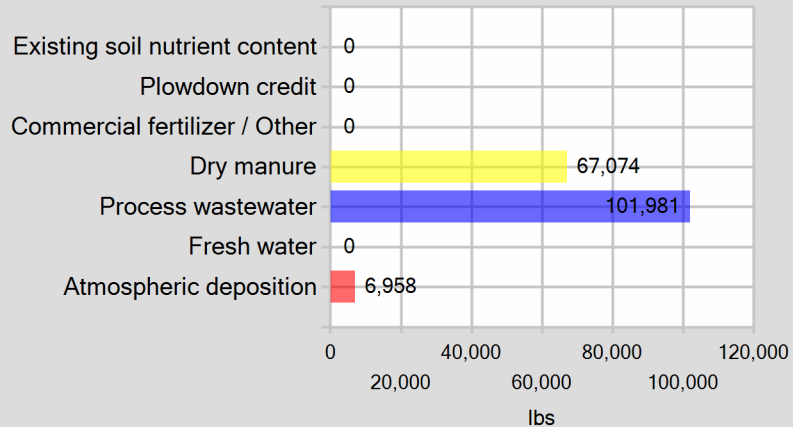 Existing soil nutrient content 0
Plowdown credit 0
Commercial fertilizer / Other 0
Dry manure 67,074
Process wastewater 101,981
Fresh water 0
Atmospheric deposition 6,958
0 40,000 80,000 120,000
20,000 60,000 100,000
lbs